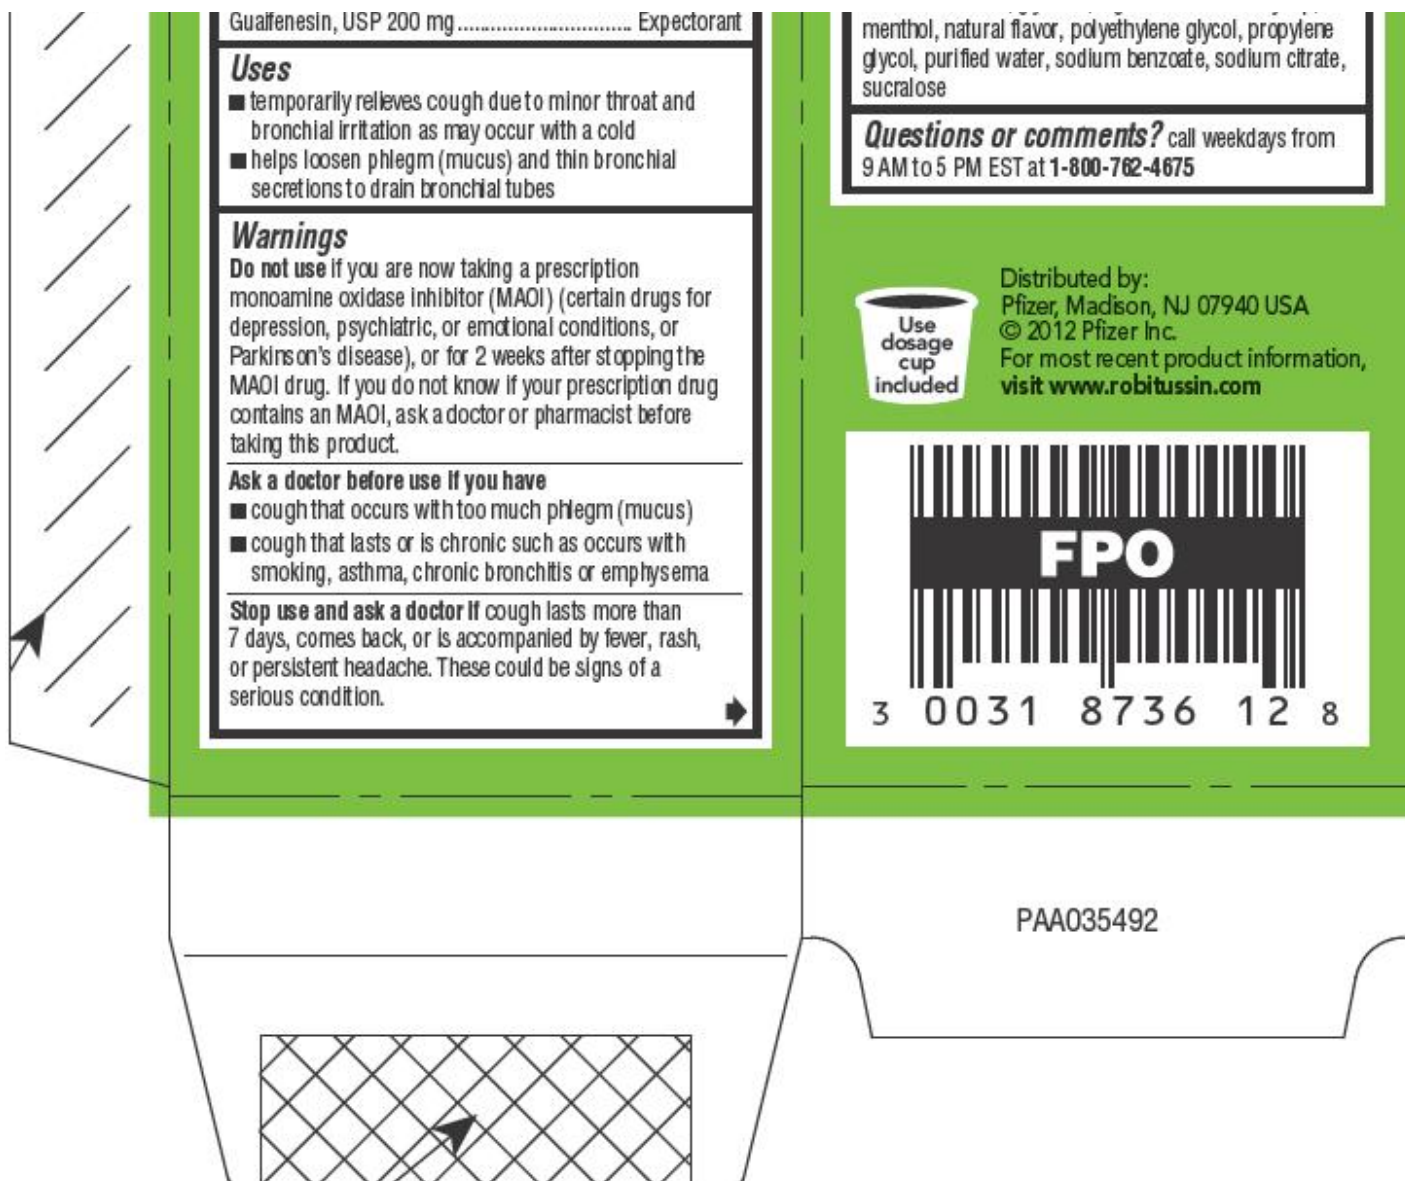 Guaifenesin, USP 200 mg ............................... Expectorant
Uses
■ temporarily relieves cough due to minor throat and
bronchial irritation as may occur with a cold
■ helps loosen phlegm (mucus) and thin bronchial
secretions to drain bronchial tubes
Warnings
Do not use if you are now taking a prescription
monoamine oxidase inhibitor (MAOI) (certain drugs for
depression, psychiatric, or emotional conditions, or
Parkinson's disease), or for 2 weeks after stopping the
MAOI drug. If you do not know if your prescription drug
contains an MAOI, ask a doctor or pharmacist before
taking this product.
Ask a doctor before use if you have
■ cough that occurs with too much phlegm (mucus)
■ cough that lasts or is chronic such as occurs with
smoking, asthma, chronic bronchitis or emphysema
Stop use and ask a doctor if cough lasts more than
7 days, comes back, or is accompanied by fever, rash,
or persistent headache. These could be signs of a
serious condition.
menthol, natural flavor, polyethylene glycol, propylene
glycol, purified water, sodium benzoate, sodium citrate,
sucralose
Questions or comments? call weekdays from
9 AM to 5 PM EST at 1-800-762-4675
Use
dosage
cup
included
Distributed by:
Pfizer, Madison, NJ 07940 USA
© 2012 Pfizer Inc.
For most recent product information,
visit www.robitussin.com
FPO
3 0031 8736 12 8
PAA035492